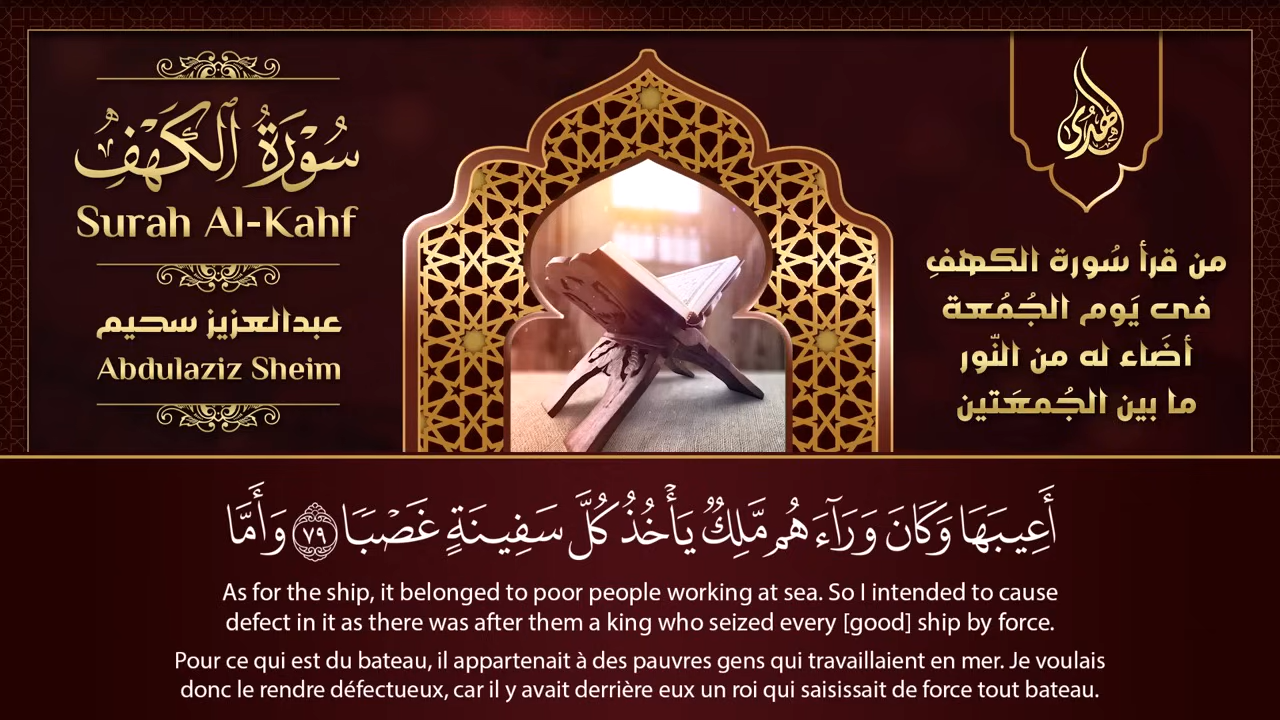 سُورَةُ ٱلْكَهْفِ
Surah Al-Kahf
عبدالعزيز سحيم
Abdulaziz Sheim
الهدى
من قرأ سُورة الكهفِ
فى يَوم الجُمُعة
أضَاء له من النّور
ما بين الجُمعَتين
أَعِيبَهَا وَكَانَ وَرَآءَهُم مَّلِكٌ يَأْخُذُ كُلَّ سَفِينَةٍ غَصْبًا ٧٩ وَأَمَّا
As for the ship, it belonged to poor people working at sea. So I intended to cause
defect in it as there was after them a king who seized every [good] ship by force.
Pour ce qui est du bateau, il appartenait à des pauvres gens qui travaillaient en mer. Je voulais
donc le rendre défectueux, car il y avait derrière eux un roi qui saisissait de force tout bateau.